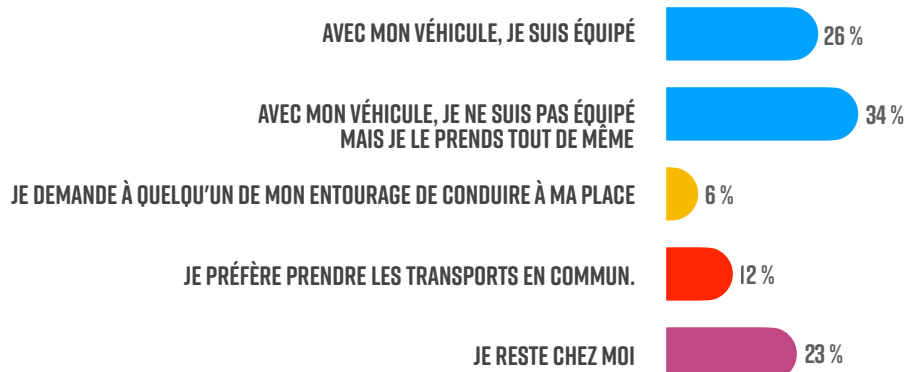 AVEC MON VÉHICULE, JE SUIS ÉQUIPÉ
26 %
AVEC MON VÉHICULE, JE NE SUIS PAS ÉQUIPÉ
MAIS JE LE PRENDS TOUT DE MÊME
34 %
JE DEMANDE À QUELQU'UN DE MON ENTOURAGE DE CONDUIRE À MA PLACE
6 %
JE PRÉFÈRE PRENDRE LES TRANSPORTS EN COMMUN.
12 %
JE RESTE CHEZ MOI
23 %